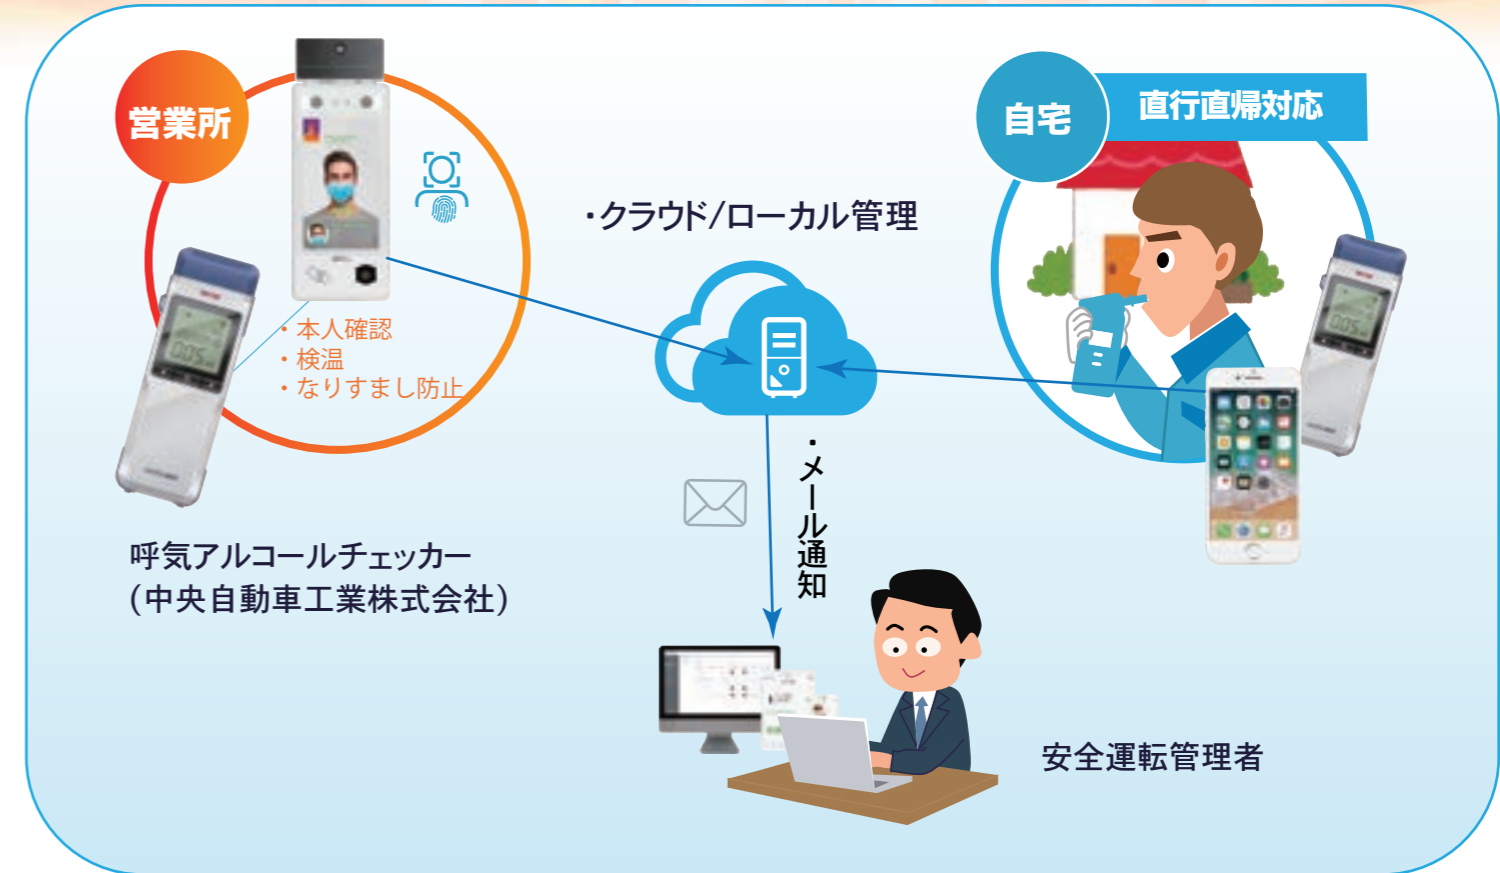 営業所
自宅
直行直帰対応
・クラウド/ローカル管理
・本人確認
・検温
・なりすまし防止
・メール通知
呼気アルコールチェッカー
(中央自動車工業株式会社)
安全運転管理者